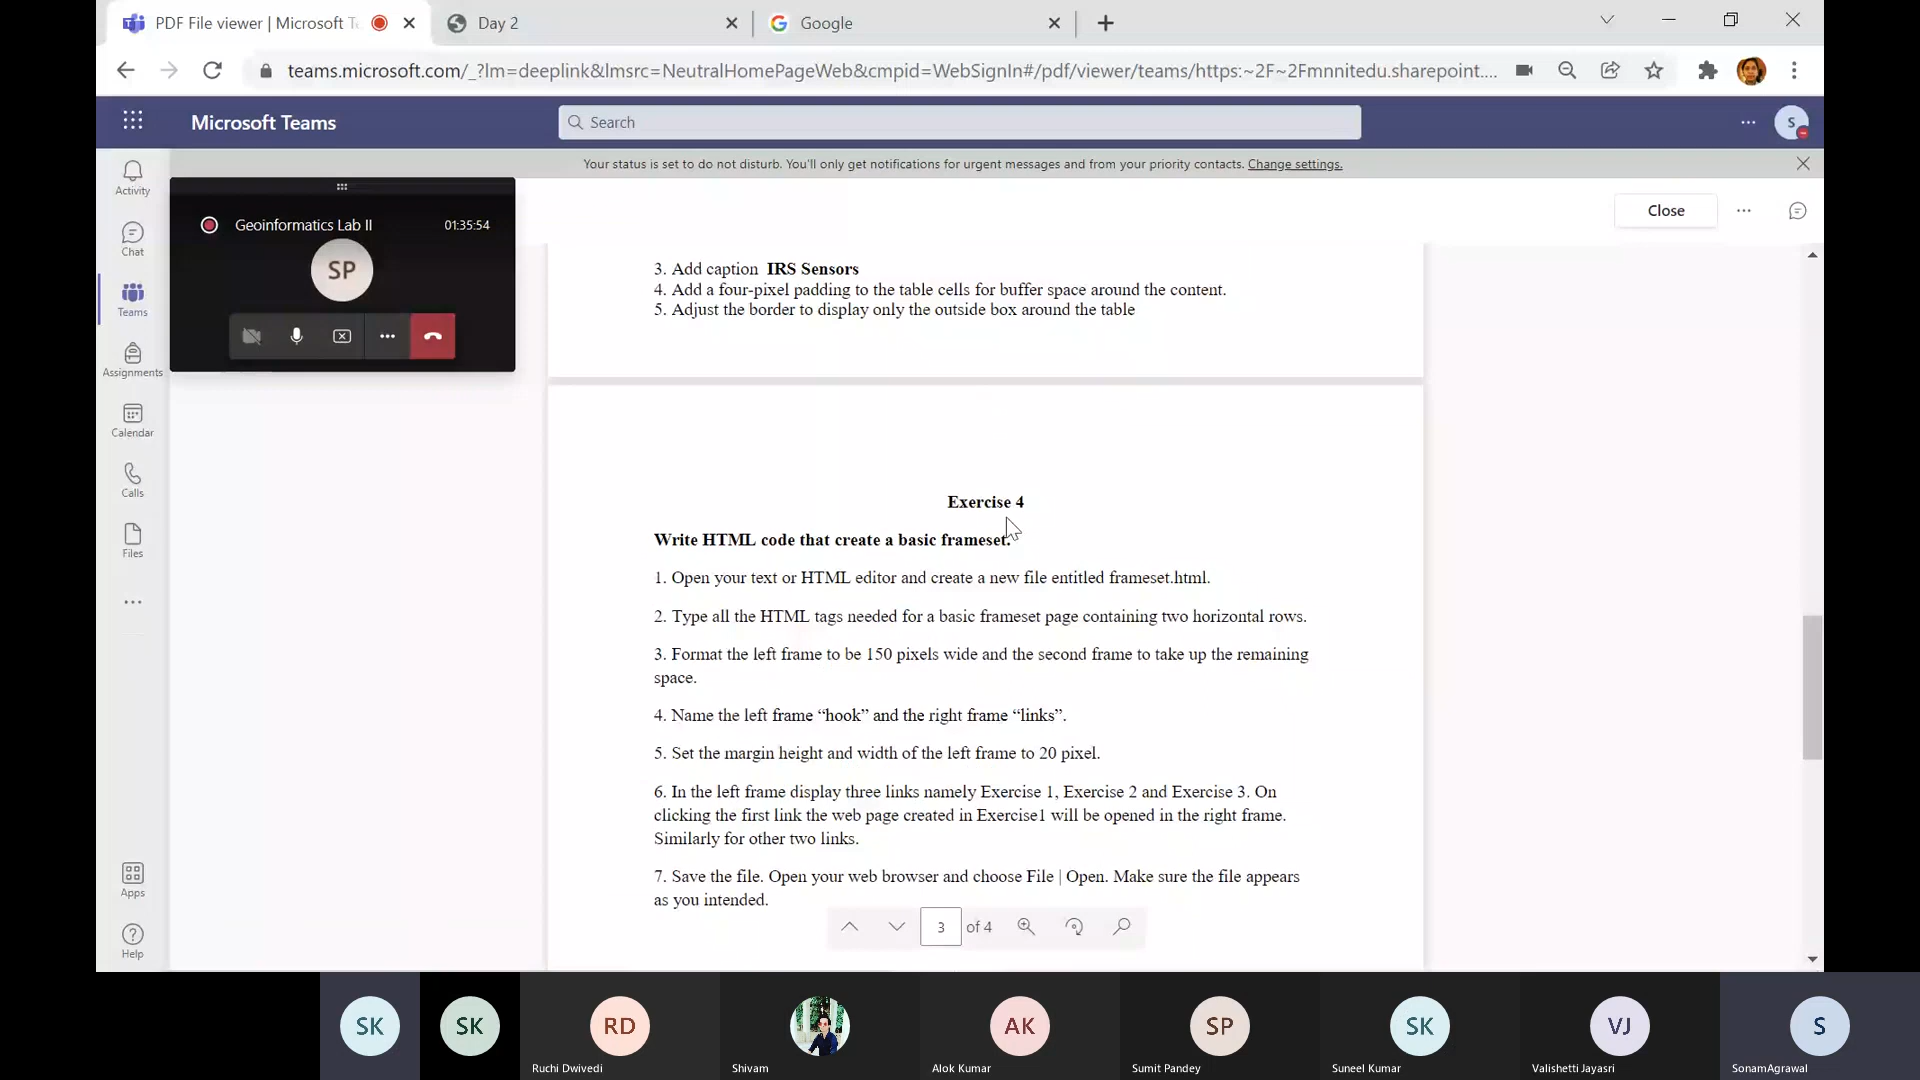 PDF File viewer | Microsoft Te
Day 2
Google
teams.microsoft.com/_?lm=deeplink&lmsrc=NeutralHomePageWeb&cmpid=WebSignIn#/pdf/viewer/teams/https:~2F~2Fmnnitedu.sharepoint....
Microsoft Teams
Search
S
Your status is set to do not disturb. You'll only get notifications for urgent messages and from your priority contacts. Change settings.
Activity
Chat
Teams
Assignments
Calendar
Calls
Files
Apps
Help
Geoinformatics Lab II
01:35:54
SP
Close
3. Add caption IRS Sensors
4. Add a four-pixel padding to the table cells for buffer space around the content.
5. Adjust the border to display only the outside box around the table
Exercise 4
Write HTML code that create a basic frameset.
1. Open your text or HTML editor and create a new file entitled frameset.html.
2. Type all the HTML tags needed for a basic frameset page containing two horizontal rows.
3. Format the left frame to be 150 pixels wide and the second frame to take up the remaining
space.
4. Name the left frame “hook” and the right frame “links”.
5. Set the margin height and width of the left frame to 20 pixel.
6. In the left frame display three links namely Exercise 1, Exercise 2 and Exercise 3. On
clicking the first link the web page created in Exercise1 will be opened in the right frame.
Similarly for other two links.
7. Save the file. Open your web browser and choose File | Open. Make sure the file appears
as you intended.
3 of 4
SK
SK
RD
Ruchi Dwivedi
Shivam
AK
Alok Kumar
SP
Sumit Pandey
SK
Suneel Kumar
VJ
Valishetti Jayasri
S
SonamAgrawal